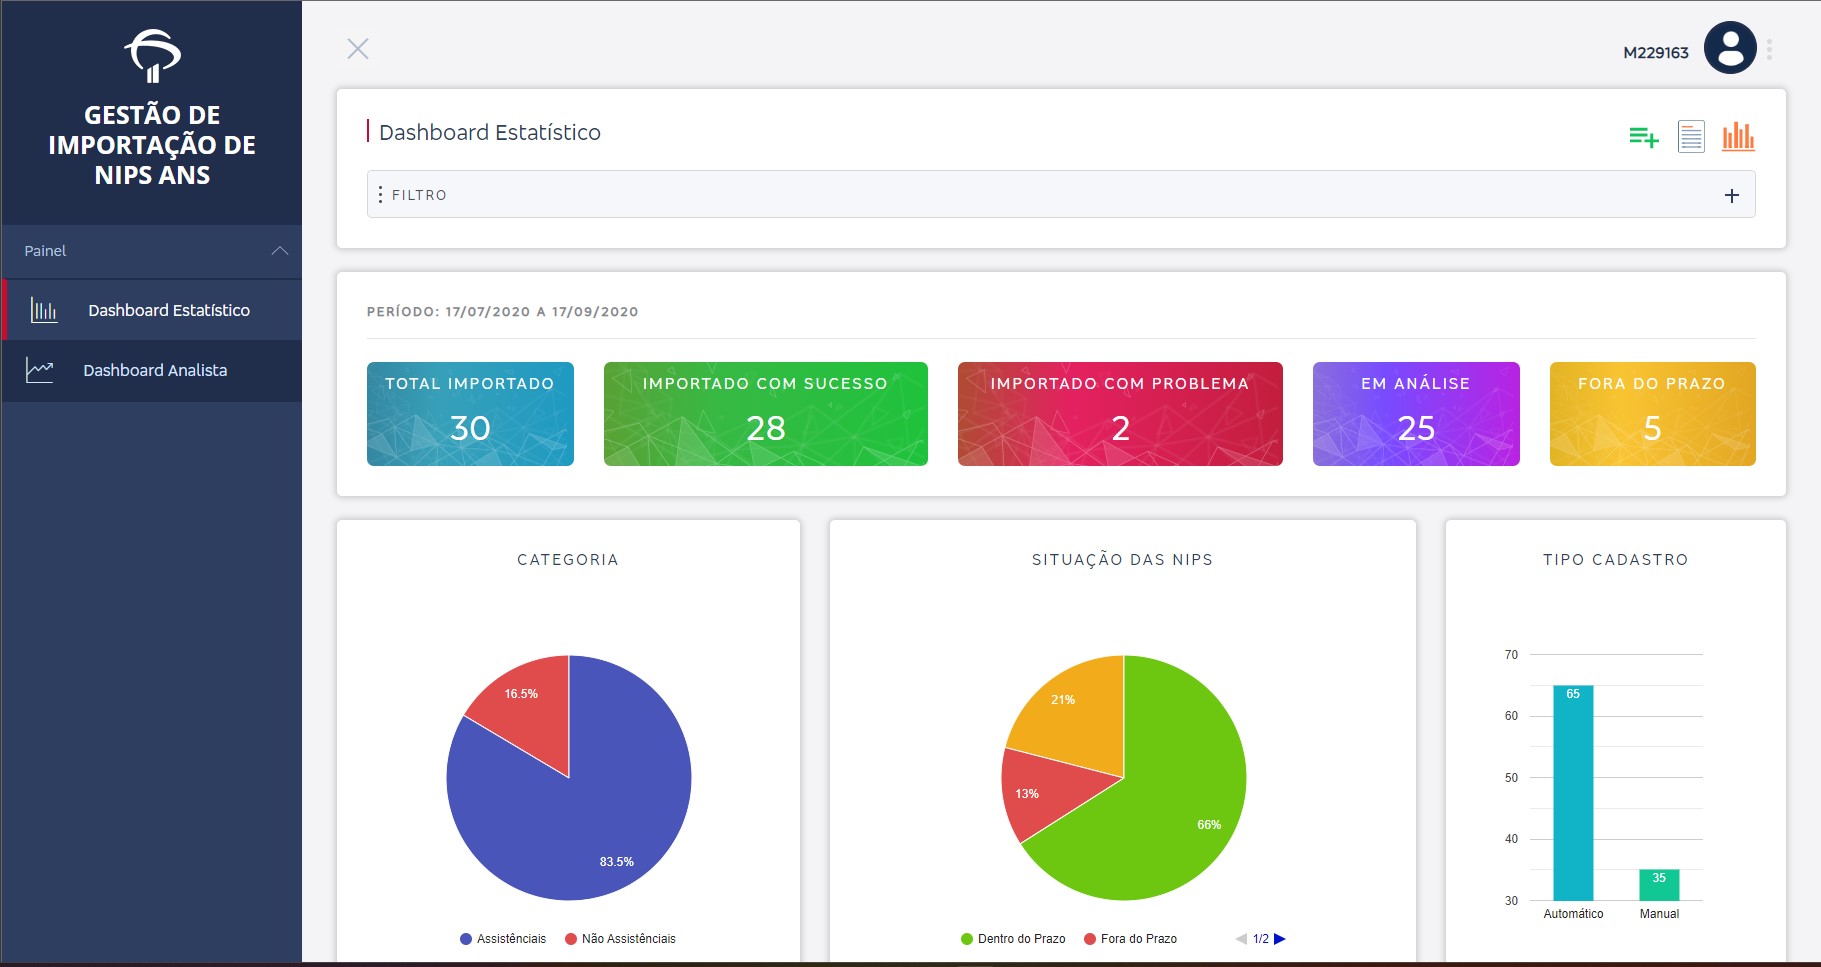 GESTÃO DE
IMPORTAÇÃO DE
NIPS ANS
Painel
Dashboard Estatístico
Dashboard Analista
M229163
Dashboard Estatístico
FILTRO
PERÍODO: 17/07/2020 A 17/09/2020
TOTAL IMPORTADO
30
IMPORTADO COM SUCESSO
28
IMPORTADO COM PROBLEMA
2
EM ANÁLISE
25
FORA DO PRAZO
5
CATEGORIA
16.5%
83.5%
Assistênciais
Não Assistênciais
SITUAÇÃO DAS NIPS
21%
13%
66%
Dentro do Prazo
Fora do Prazo
1/2
TIPO CADASTRO
70
60
50
40
30
65
35
Automático
Manual